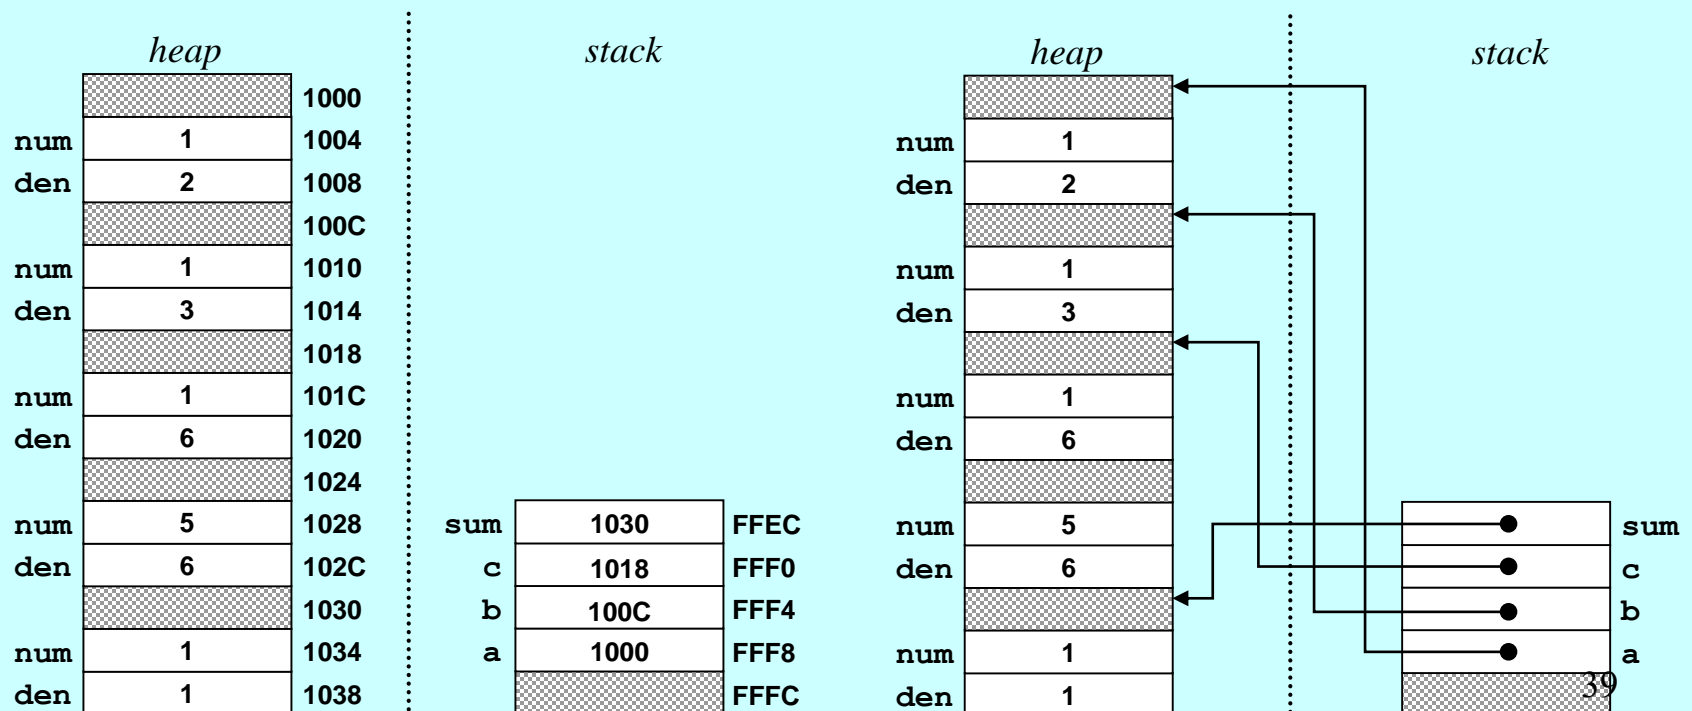 heap stack heap stack
1000
num 1 1004 num 1
den 2 1008 den 2
100C
num 1 1010 num 1
den 3 1014 den 3
1018
num 1 101C num 1
den 6 1020 den 6
1024
num 5 1028 sum 1030 FFEC num 5 sum
den 6 102C c 1018 FFF0 den 6 c
1030 b 100C FFF4 b
num 1 1034 a 1000 FFF8 num 1 a
den 1 1038 FFFC den 1 39